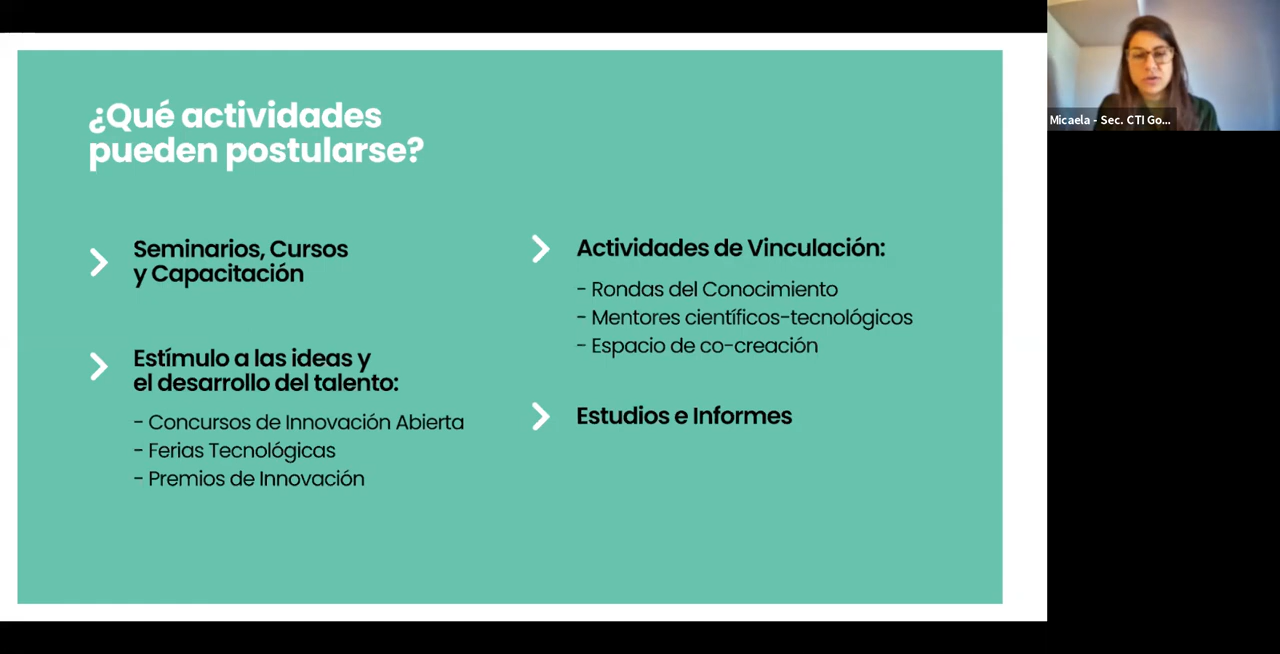 ¿Qué actividades
pueden postularse?
Seminarios, Cursos
y Capacitación
Estímulo a las ideas y
el desarrollo del talento:
- Concursos de Innovación Abierta
- Ferias Tecnológicas
- Premios de Innovación
Actividades de Vinculación:
- Rondas del Conocimiento
- Mentores científicos-tecnológicos
- Espacio de co-creación
Estudios e Informes
Micaela - Sec. CTI Go...